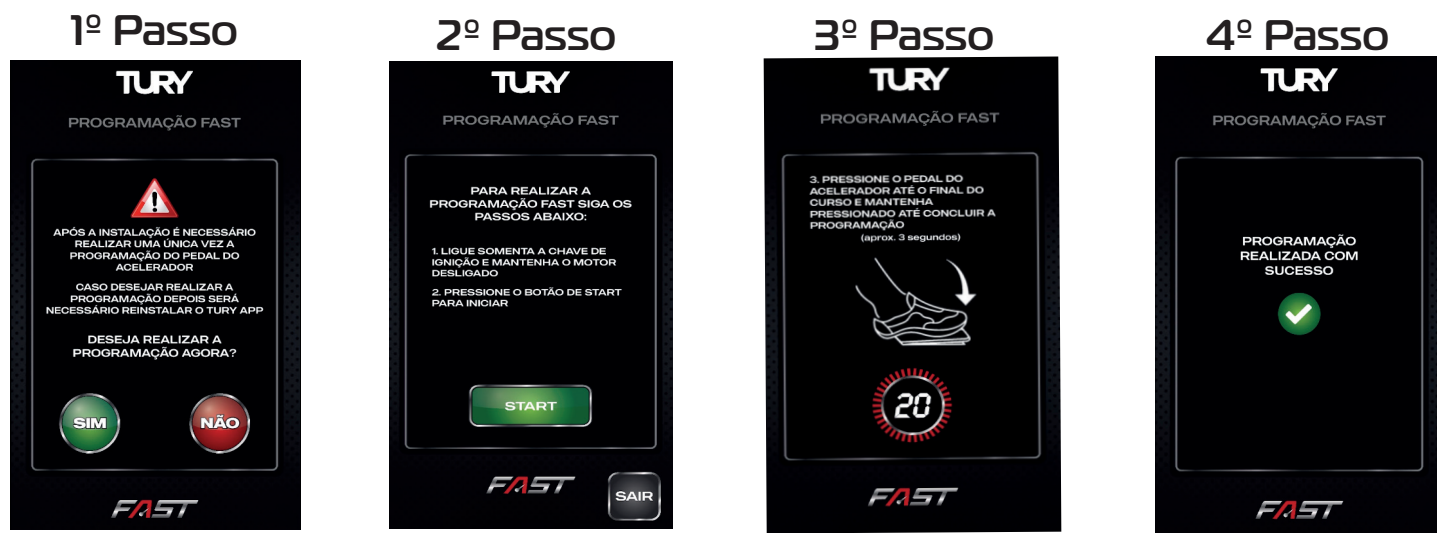 1º Passo
TURY
PROGRAMAÇÃO FAST
APÓS A INSTALAÇÃO É NECESSÁRIO
REALIZAR UMA ÚNICA VEZ A
PROGRAMAÇÃO DO PEDAL DO
ACELERADOR
CASO DESEJAR REALIZAR A
PROGRAMAÇÃO DEPOIS SERÁ
NECESSÁRIO REINSTALAR O TURY APP
DESEJA REALIZAR A
PROGRAMAÇÃO AGORA?
SIM
NÃO
FAST
2º Passo
TURY
PROGRAMAÇÃO FAST
PARA REALIZAR A
PROGRAMAÇÃO FAST SIGA OS
PASSOS ABAIXO:
1. LIGUE SOMENTA A CHAVE DE
IGNIÇÃO E MANTENHA O MOTOR
DESLIGADO
2. PRESSIONE O BOTÃO DE START
PARA INICIAR
START
FAST
SAIR
3º Passo
TURY
PROGRAMAÇÃO FAST
3. PRESSIONE O PEDAL DO
ACELERADOR ATÉ O FINAL DO
CURSO E MANTENHA
PRESSIONADO ATÉ CONCLUIR A
PROGRAMAÇÃO
(aprox. 3 segundos)
20
FAST
4º Passo
TURY
PROGRAMAÇÃO FAST
PROGRAMAÇÃO
REALIZADA COM
SUCESSO
FAST